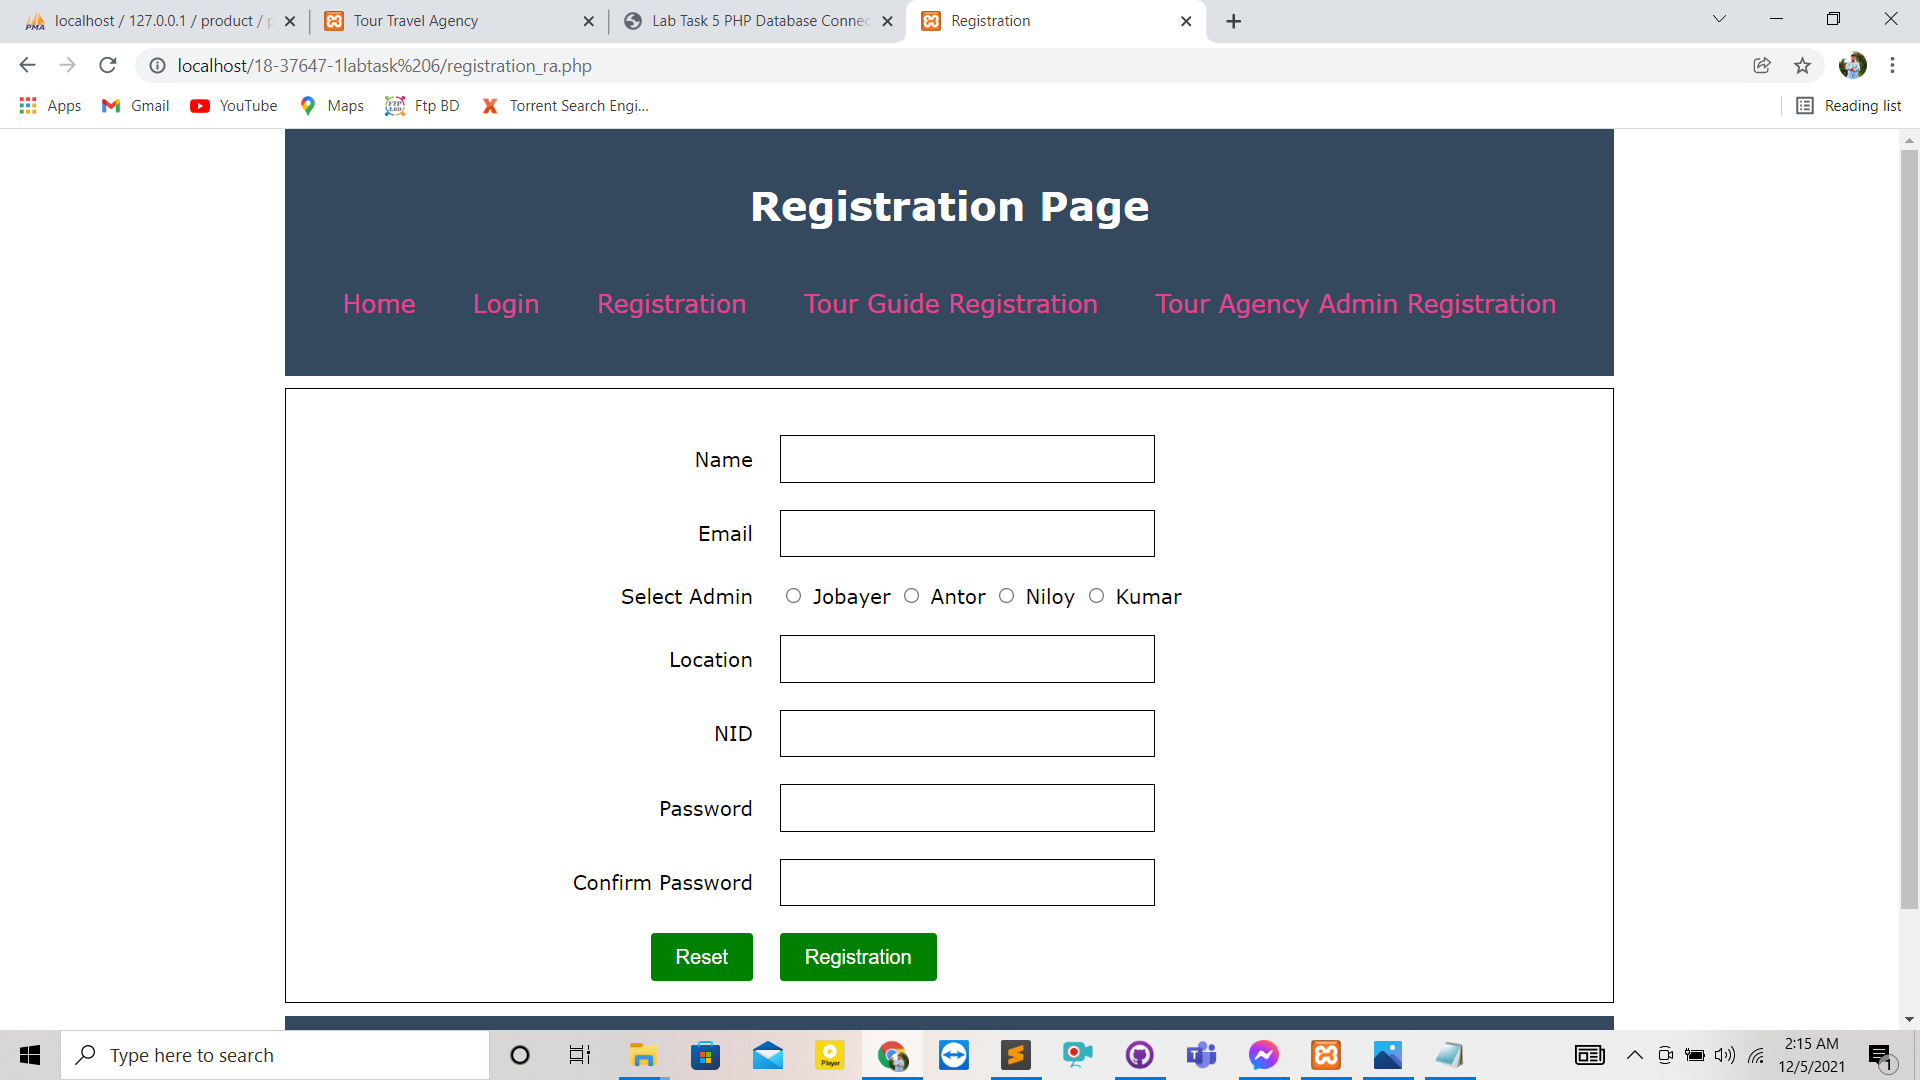 localhost / 127.0.0.1 / product / p
Tour Travel Agency
Lab Task 5 PHP Database Connec
Registration
localhost/18-37647-1labtask%206/registration_ra.php
Apps
Gmail
YouTube
Maps
Ftp BD
Torrent Search Engi...
Reading list
Registration Page
Home
Login
Registration
Tour Guide Registration
Tour Agency Admin Registration
Name
Email
Select Admin Jobayer Antor Niloy Kumar
Location
NID
Password
Confirm Password
Reset Registration
Type here to search
2:15 AM
12/5/2021
1